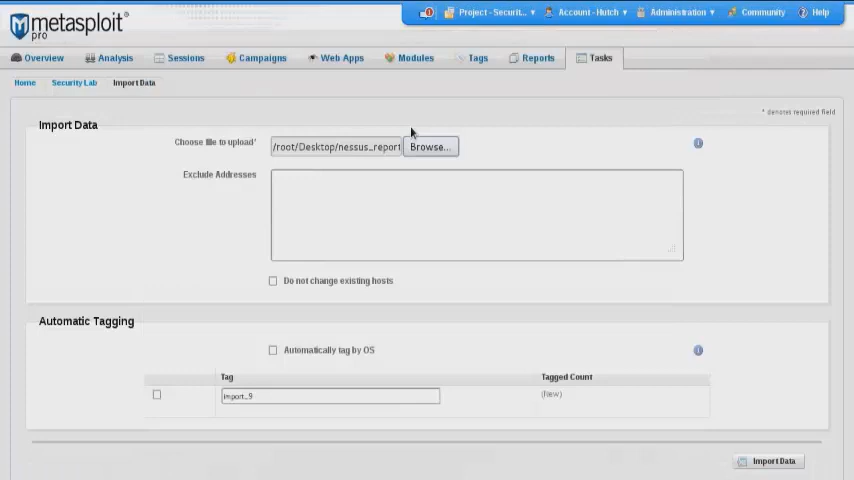 metasploit®
pro
Project - Securit... ▼ Account - Hutch ▼ Administration ▼ Community Help
Overview Analysis Sessions Campaigns Web Apps Modules Tags Reports Tasks
Home Security Lab Import Data
* denotes required field
Import Data
Choose file to upload* /root/Desktop/nessus_report Browse...
Exclude Addresses
Do not change existing hosts
Automatic Tagging
Automatically tag by OS
Tag Tagged Count
import_9 (New)
Import Data